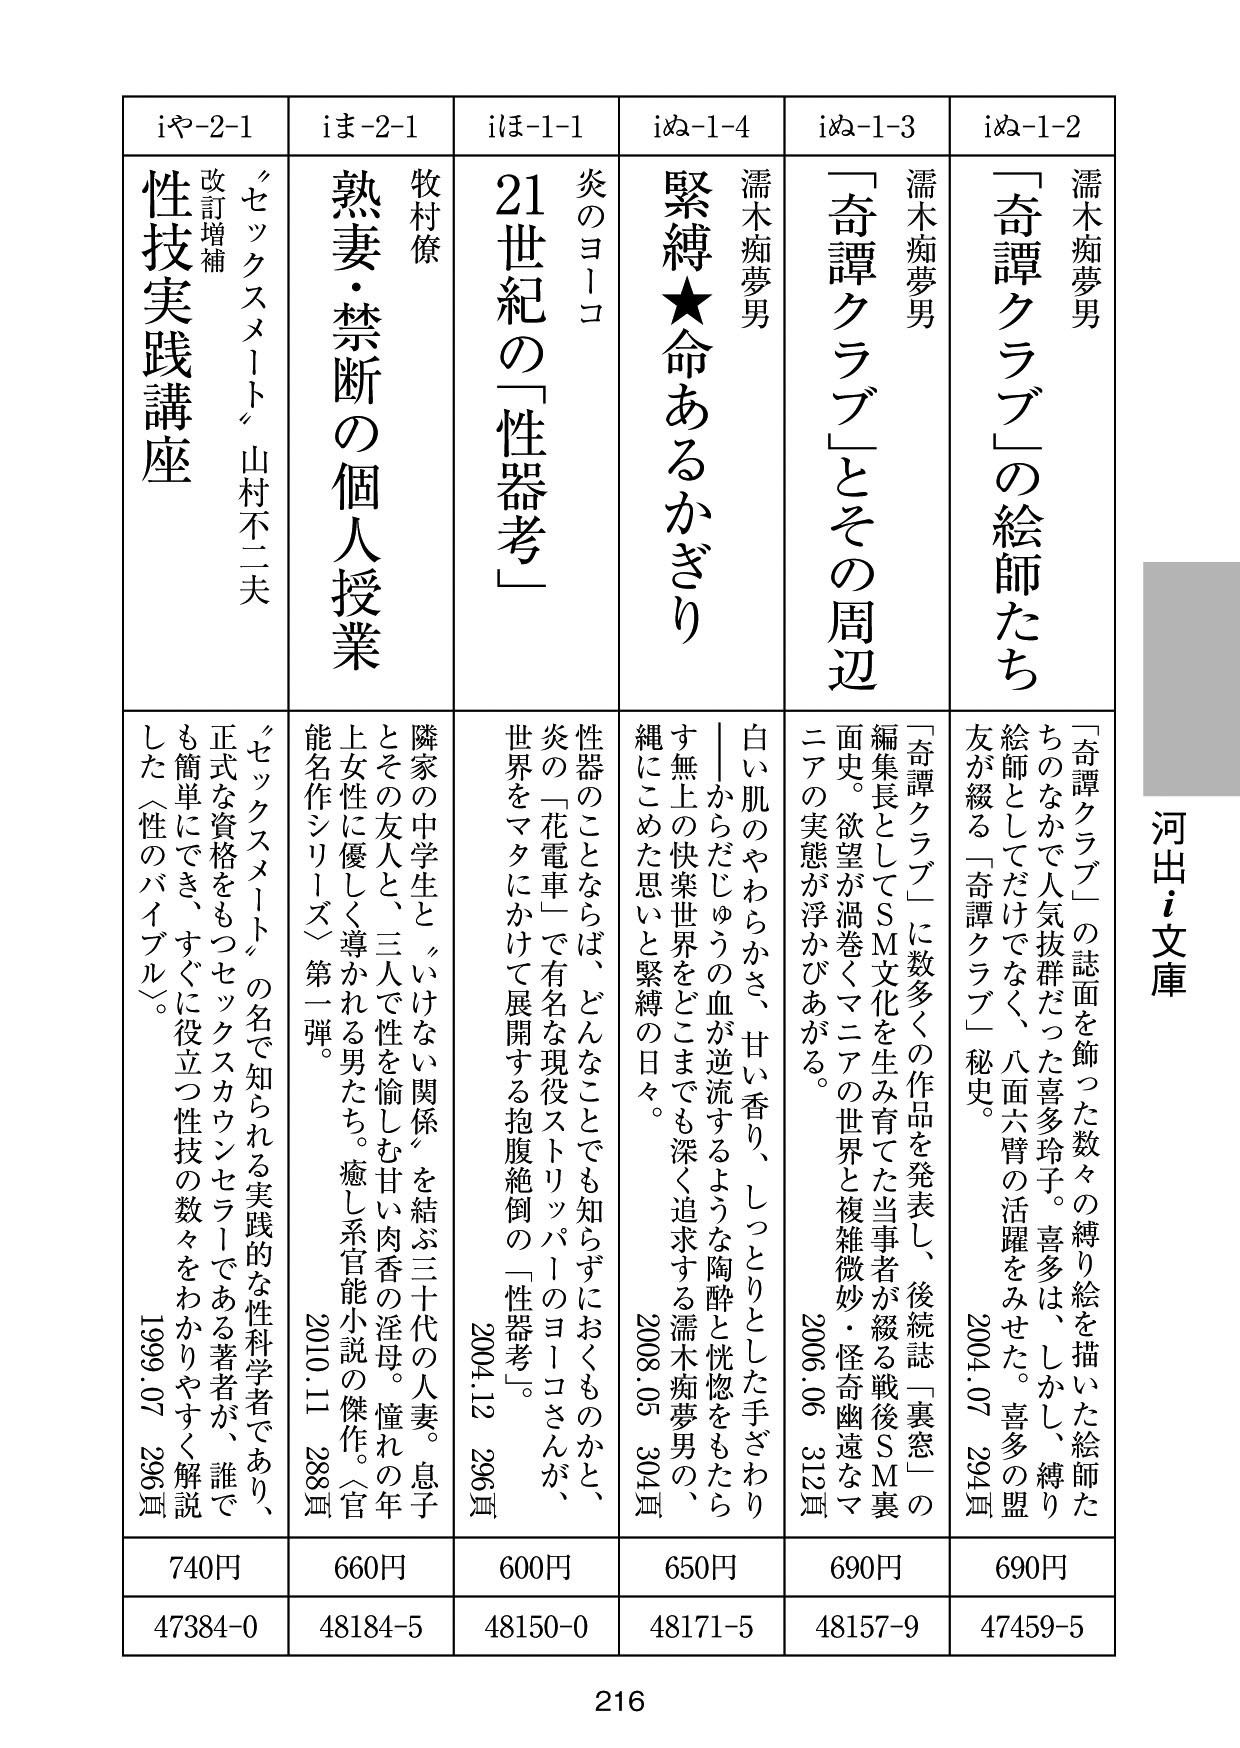 河出i文庫
iぬ-1-2
濡木痴夢男
「奇譚クラブ」の絵師たち
「奇譚クラブ」の誌面を飾った数々の縛り絵を描いた絵師た
ちのなかで人気抜群だった喜多玲子。喜多は、しかし、縛り
絵師としてだけでなく、八面六臂の活躍をみせた。喜多の盟
友が綴る「奇譚クラブ」秘史。
2004.07 294頁
690円
47459-5
iぬ-1-3
濡木痴夢男
「奇譚クラブ」とその周辺
「奇譚クラブ」に数多くの作品を発表し、後続誌「裏窓」の
編集長としてＳＭ文化を生み育てた当事者が綴る戦後ＳＭ裏
面史。欲望が渦巻くマニアの世界と複雑微妙・怪奇幽遠なマ
ニアの実態が浮かびあがる。
2006.06 312頁
690円
48157-9
iぬ-1-4
濡木痴夢男
緊縛★命あるかぎり
白い肌のやわらかさ、甘い香り、しっとりとした手ざわり
――からだじゅうの血が逆流するような陶酔と恍惚をもたら
す無上の快楽世界をどこまでも深く追求する濡木痴夢男の、
縄にこめた思いと緊縛の日々。
2008.05 304頁
650円
48171-5
iほ-1-1
炎のヨーコ
21世紀の「性器考」
性器のことならば、どんなことでも知らずにおくものかと、
炎の「花電車」で有名な現役ストリッパーのヨーコさんが、
世界をマタにかけて展開する抱腹絶倒の「性器考」。
2004.12 296頁
600円
48150-0
iま-2-1
牧村僚
熟妻・禁断の個人授業
隣家の中学生と〝いけない関係〟を結ぶ三十代の人妻。息子
とその友人と、三人で性を愉しむ甘い肉香の淫母。憧れの年
上女性に優しく導かれる男たち。癒し系官能小説の傑作。〈官
能名作シリーズ〉第一弾。
2010.11 288頁
660円
48184-5
iや-2-1
〝セックスメート〟山村不二夫
改訂増補
性技実践講座
〝セックスメート〟の名で知られる実践的な性科学者であり、
正式な資格をもつセックスカウンセラーである著者が、誰で
も簡単にでき、すぐに役立つ性技の数々をわかりやすく解説
した〈性のバイブル〉。
1999.07 296頁
740円
47384-0
216